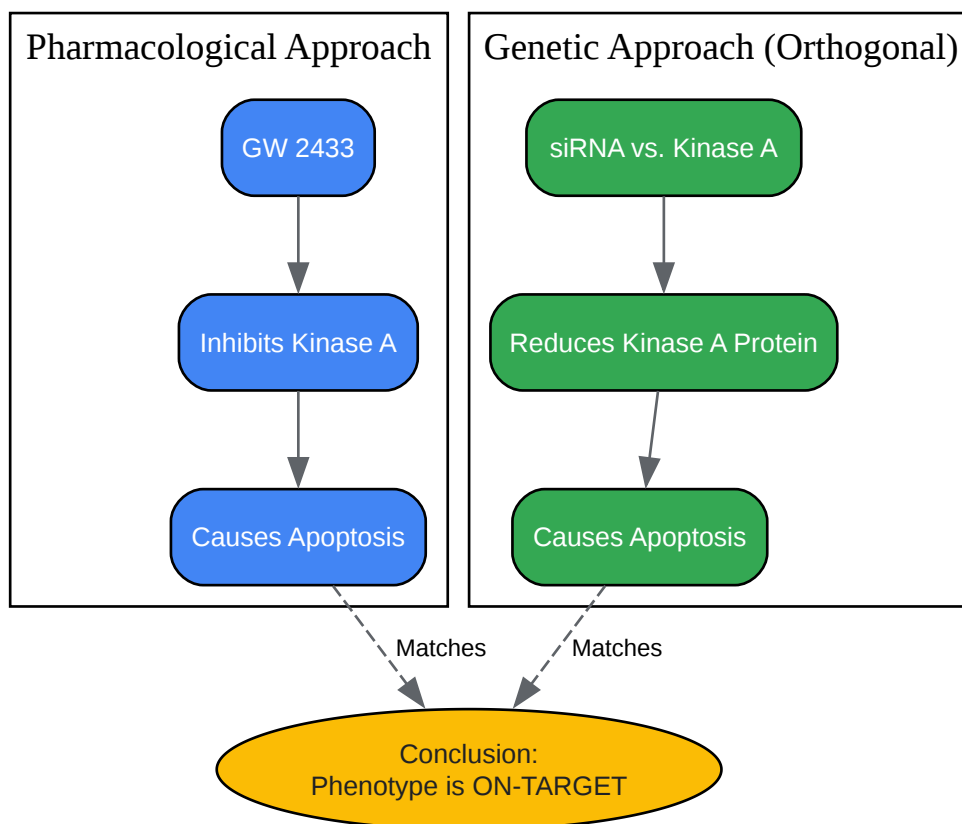 Pharmacological Approach
GW 2433
Inhibits Kinase A
Causes Apoptosis
Matches
Genetic Approach (Orthogonal)
siRNA vs. Kinase A
Reduces Kinase A Protein
Causes Apoptosis
Matches
Conclusion:
Phenotype is ON-TARGET